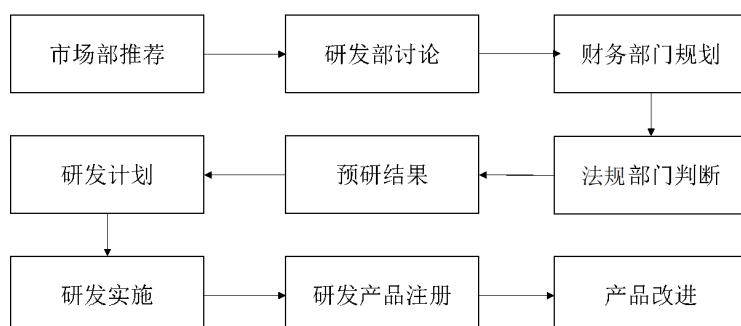 市场部推荐
研发部讨论
财务部门规划
研发计划
预研结果
法规部门判断
研发实施
研发产品注册
产品改进